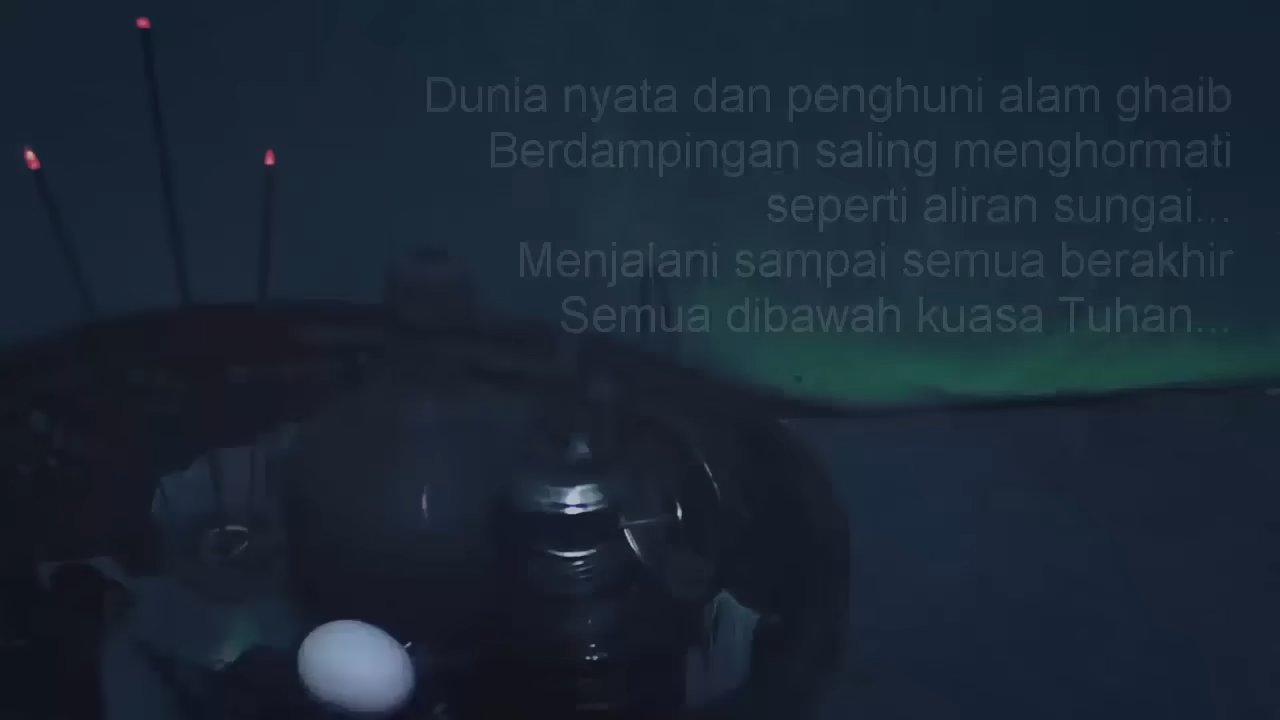 Dunia nyata dan penghuni alam ghaib
Berdampingan saling menghormati
seperti aliran sungai...
Menjalani sampai semua berakhir
Semua dibawah kuasa Tuhan...